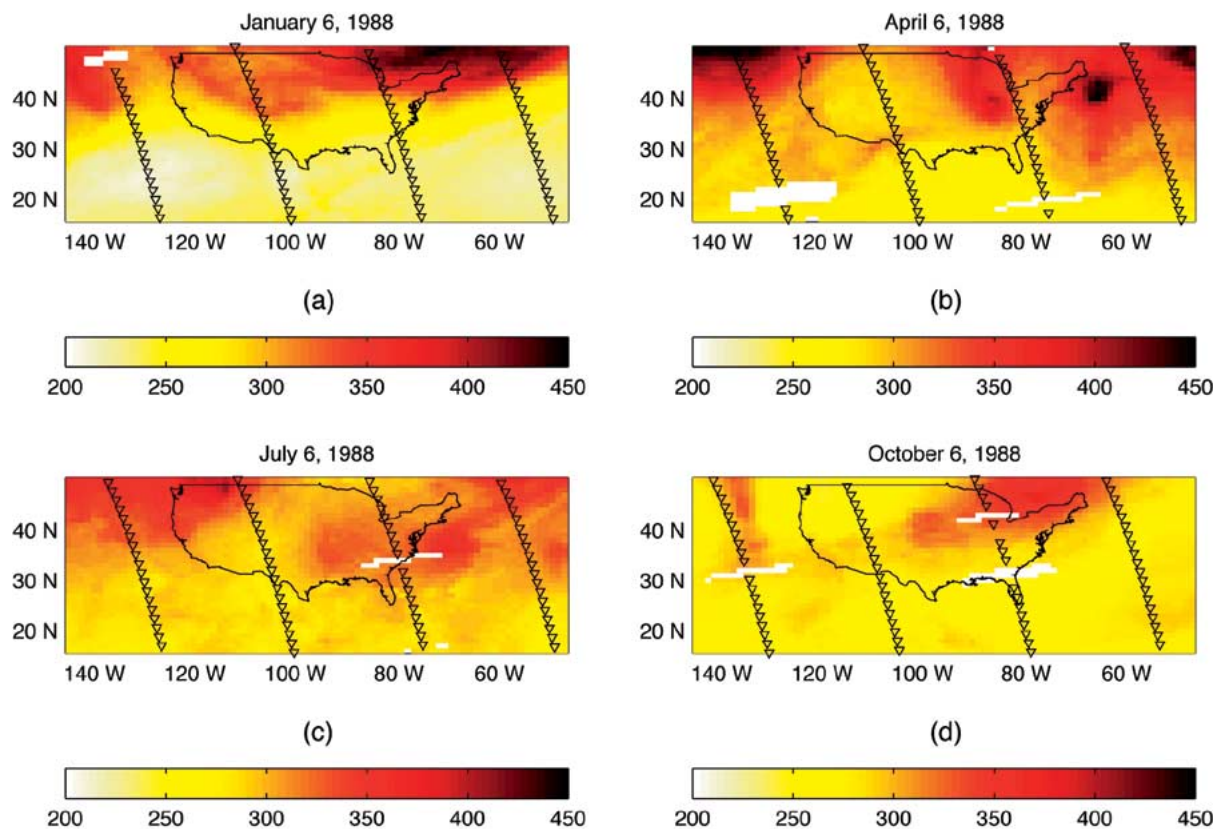 January 6, 1988
April 6, 1988
40 N
30 N
20 N
140 W 120 W 100 W 80 W 60 W
40 N
30 N
20 N
140 W 120 W 100 W 80 W 60 W
(a)
(b)
200 250 300 350 400 450
200 250 300 350 400 450
July 6, 1988
October 6, 1988
40 N
30 N
20 N
140 W 120 W 100 W 80 W 60 W
40 N
30 N
20 N
140 W 120 W 100 W 80 W 60 W
(c)
(d)
200 250 300 350 400 450
200 250 300 350 400 450